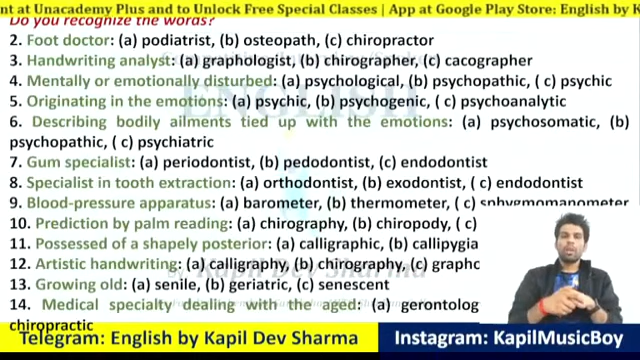 nt at Unacademy Plus and to Unlock Free Special Classes | App at Google Play Store: English by K
Do you recognize the words?
2. Foot doctor: (a) podiatrist, (b) osteopath, (c) chiropractor
3. Handwriting analyst: (a) graphologist, (b) chirographer, (c) cacographer
4. Mentally or emotionally disturbed: (a) psychological, (b) psychopathic, ( c) psychic
5. Originating in the emotions: (a) psychic, (b) psychogenic, ( c) psychoanalytic
6. Describing bodily ailments tied up with the emotions: (a) psychosomatic, (b)
psychopathic, ( c) psychiatric
7. Gum specialist: (a) periodontist, (b) pedodontist, (c) endodontist
8. Specialist in tooth extraction: (a) orthodontist, (b) exodontist, ( c) endodontist
9. Blood-pressure apparatus: (a) barometer, (b) thermometer, ( c) sphygmomanometer
10. Prediction by palm reading: (a) chirography, (b) chiropody, ( c)
11. Possessed of a shapely posterior: (a) calligraphic, (b) callipygia
12. Artistic handwriting: (a) calligraphy, (b) chirography, (c) graphc
13. Growing old: (a) senile, (b) geriatric, (c) senescent
14. Medical specialty dealing with the aged: (a) gerontolog
chiropractic
ENGLISH
By: Kapil Dev Sharma
Telegram: English by Kapil Dev Sharma
Instagram: KapilMusicBoy